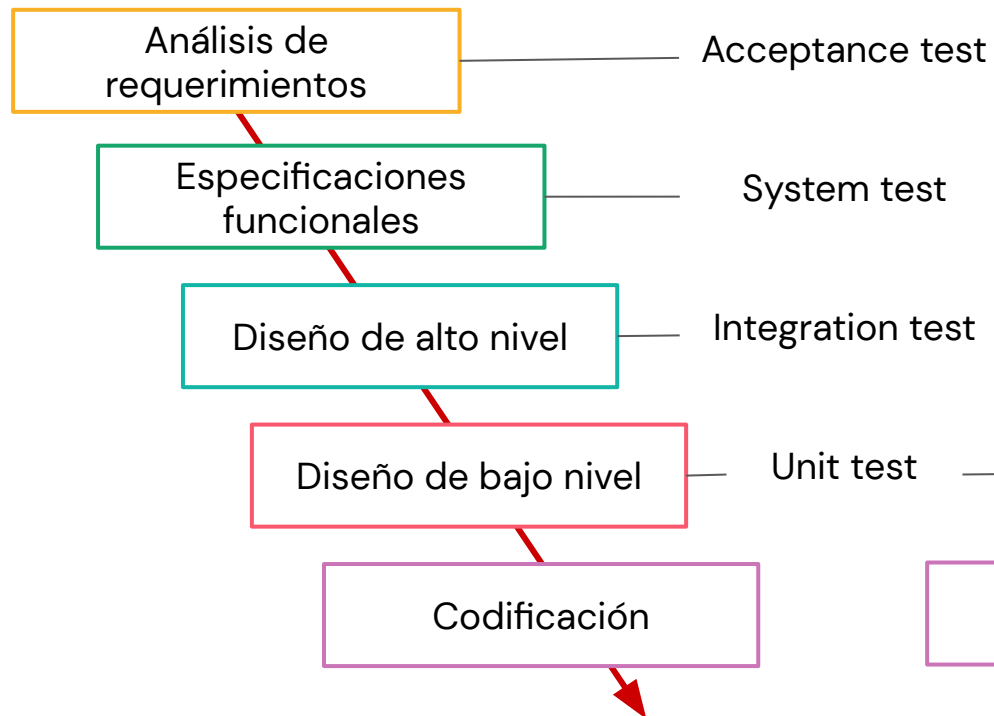 Análisis de
requerimientos
Acceptance test
Especificaciones
funcionales
System test
Diseño de alto nivel
Integration test
Diseño de bajo nivel
Unit test
Codificación